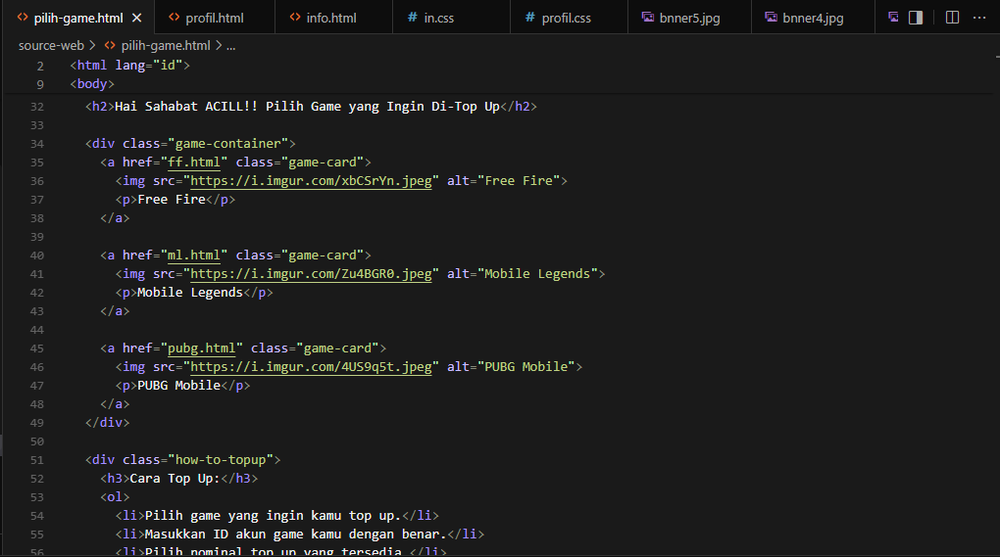 <> pilih-game.html × <> profil.html <> info.html # in.css # profil.css bnner5.jpg bnner4.jpg ...
source-web > <> pilih-game.html > ...
2 <html lang="id">
9 <body>
32 <h2>Hai Sahabat ACILL!! Pilih Game yang Ingin Di-Top Up</h2>
33
34 <div class="game-container">
35 <a href="ff.html" class="game-card">
36 <img src="https://i.imgur.com/xbCSrYn.jpeg" alt="Free Fire">
37 <p>Free Fire</p>
38 </a>
39
40 <a href="ml.html" class="game-card">
41 <img src="https://i.imgur.com/Zu4BGR0.jpeg" alt="Mobile Legends">
42 <p>Mobile Legends</p>
43 </a>
44
45 <a href="pubg.html" class="game-card">
46 <img src="https://i.imgur.com/4US9q5t.jpeg" alt="PUBG Mobile">
47 <p>PUBG Mobile</p>
48 </a>
49 </div>
50
51 <div class="how-to-topup">
52 <h3>Cara Top Up:</h3>
53 <ol>
54 <li>Pilih game yang ingin kamu top up.</li>
55 <li>Masukkan ID akun game kamu dengan benar.</li>
56 <li>Pilih nominal top up yang tersedia.</li>